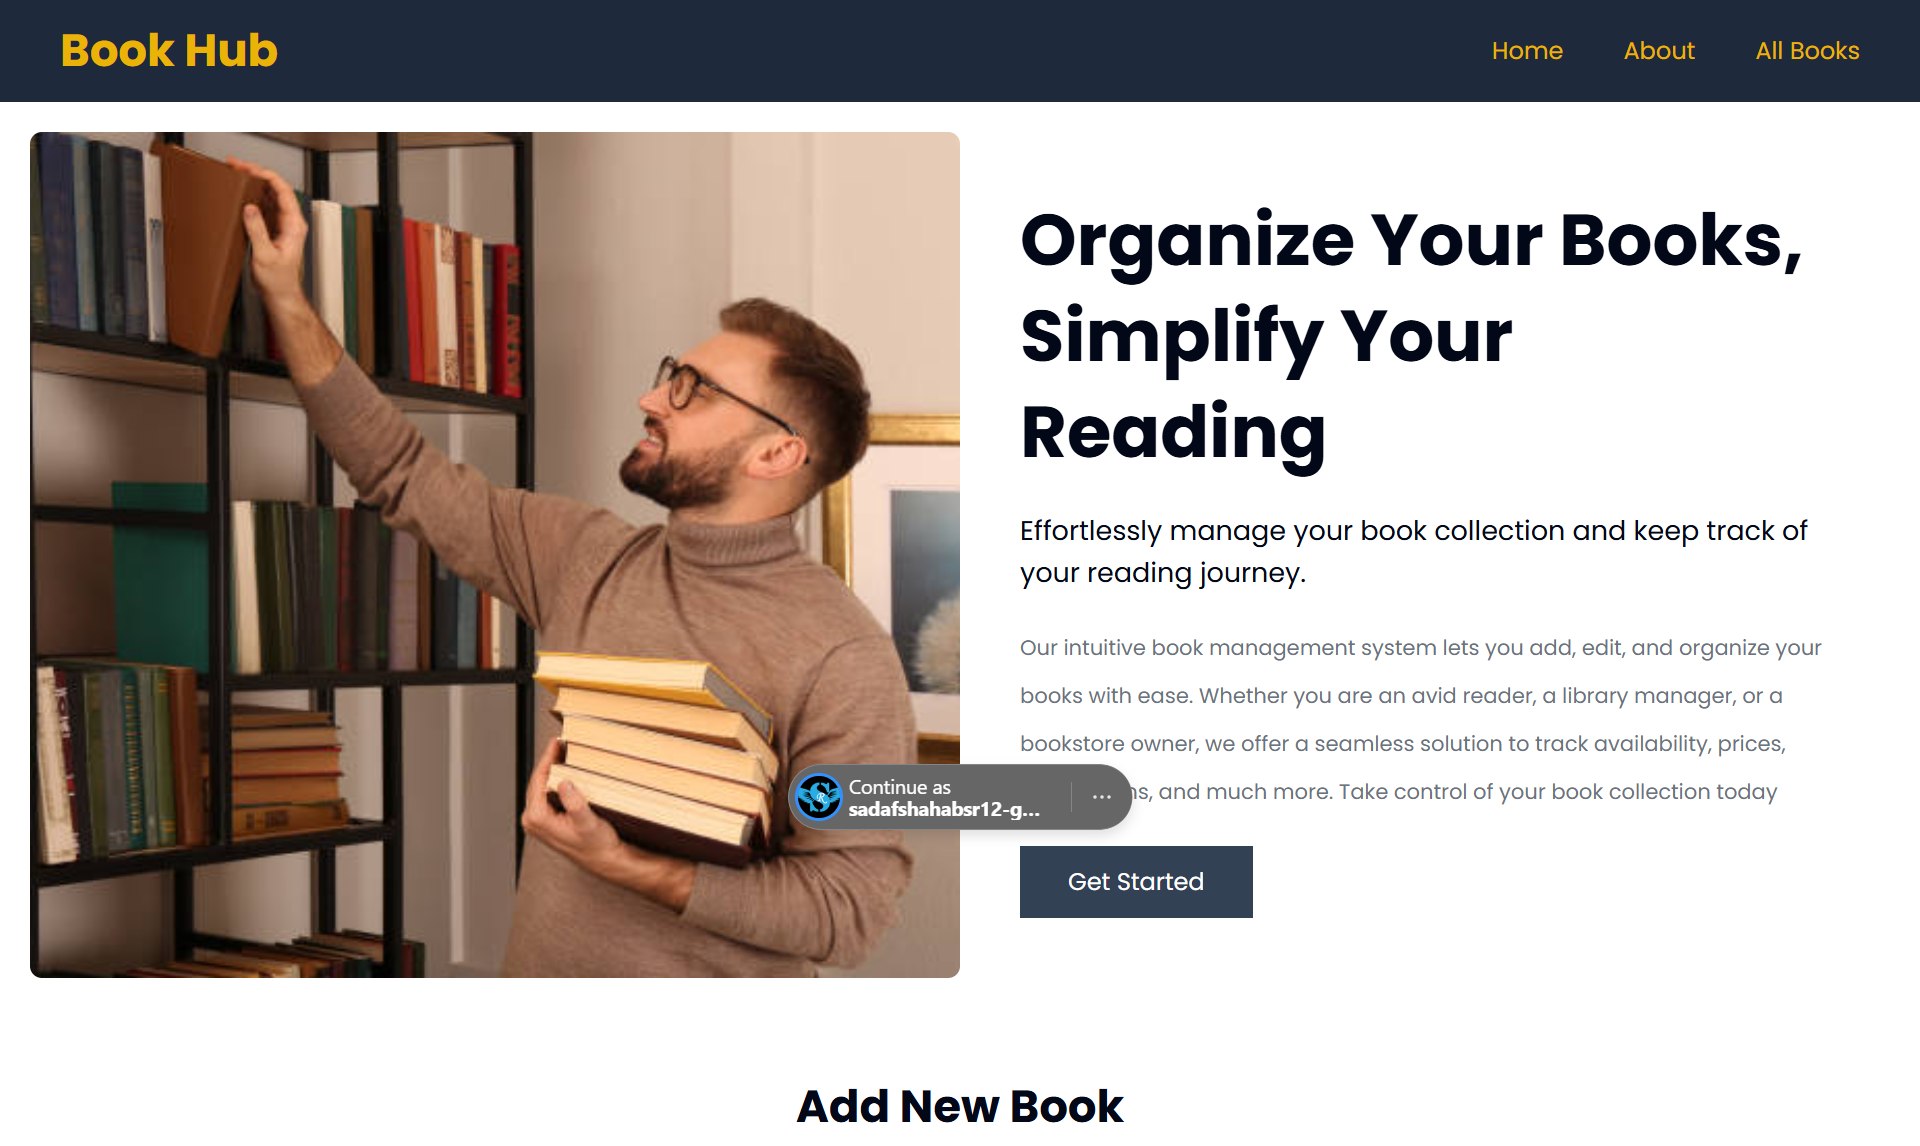 Book Hub
Home
About
All Books
Organize Your Books,
Simplify Your
Reading
Effortlessly manage your book collection and keep track of
your reading journey.
Our intuitive book management system lets you add, edit, and organize your
books with ease. Whether you are an avid reader, a library manager, or a
bookstore owner, we offer a seamless solution to track availability, prices,
, and much more. Take control of your book collection today
Continue as
sadafshahabsr12-g...
Get Started
Add New Book